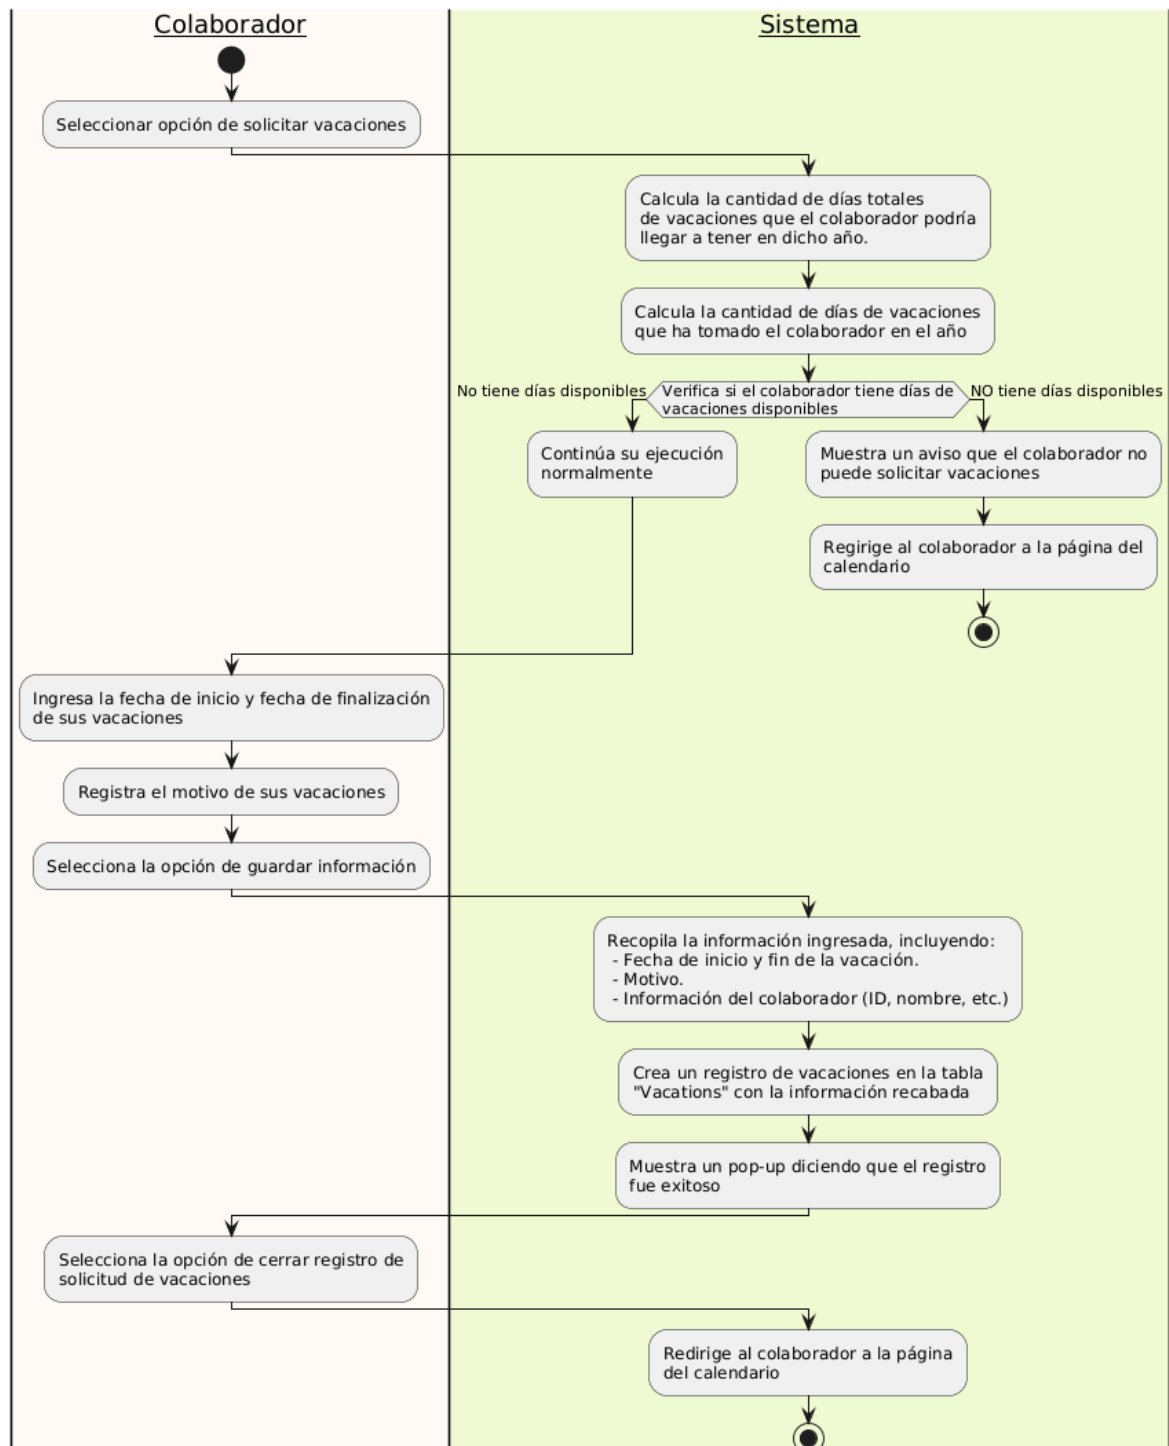 Colaborador
Sistema
Seleccionar opción de solicitar vacaciones
Calcula la cantidad de días totales
de vacaciones que el colaborador podría
llegar a tener en dicho año.
Calcula la cantidad de días de vacaciones
que ha tomado el colaborador en el año
No tiene días disponibles
Verifica si el colaborador tiene días de
vacaciones disponibles
NO tiene días disponibles
Continúa su ejecución
normalmente
Muestra un aviso que el colaborador no
puede solicitar vacaciones
Regirige al colaborador a la página del
calendario
Ingresa la fecha de inicio y fecha de finalización
de sus vacaciones
Registra el motivo de sus vacaciones
Selecciona la opción de guardar información
Recopila la información ingresada, incluyendo:
- Fecha de inicio y fin de la vacación.
- Motivo.
- Información del colaborador (ID, nombre, etc.)
Crea un registro de vacaciones en la tabla
"Vacations" con la información recabada
Muestra un pop-up diciendo que el registro
fue exitoso
Selecciona la opción de cerrar registro de
solicitud de vacaciones
Redirige al colaborador a la página
del calendario